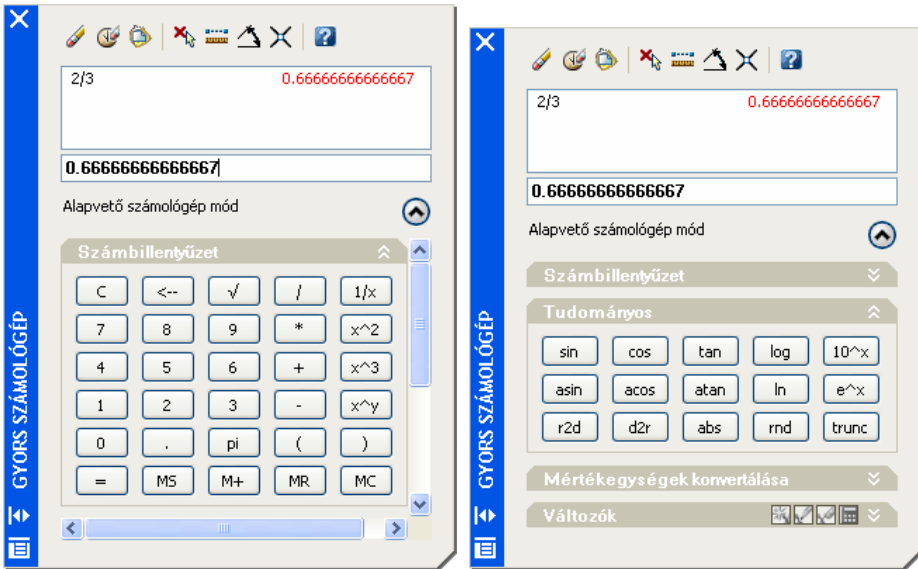 GYORS SZÁMOLÓGÉP
2/3 0.66666666666667
0.66666666666667
Alapvető számológép mód
Számbillentyűzet
C <-- √ / 1/x
7 8 9 * x^2
4 5 6 + x^3
1 2 3 - x^y
0 . pi ( )
= MS M+ MR MC
GYORS SZÁMOLÓGÉP
2/3 0.66666666666667
0.66666666666667
Alapvető számológép mód
Számbillentyűzet
Tudományos
sin cos tan log 10^x
asin acos atan ln e^x
r2d d2r abs rnd trunc
Mértékegységek konvertálása
Változók